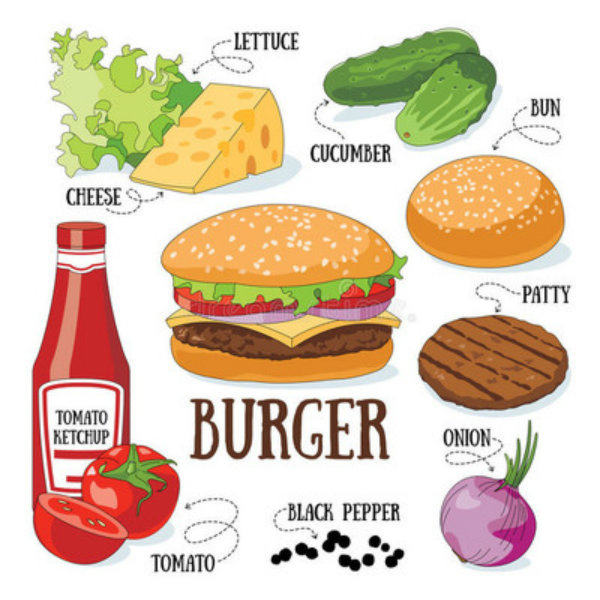 LETTUCE
BUN
CUCUMBER
CHEESE
PATTY
TOMATO
KETCHUP
BURGER
ONION
BLACK PEPPER
TOMATO